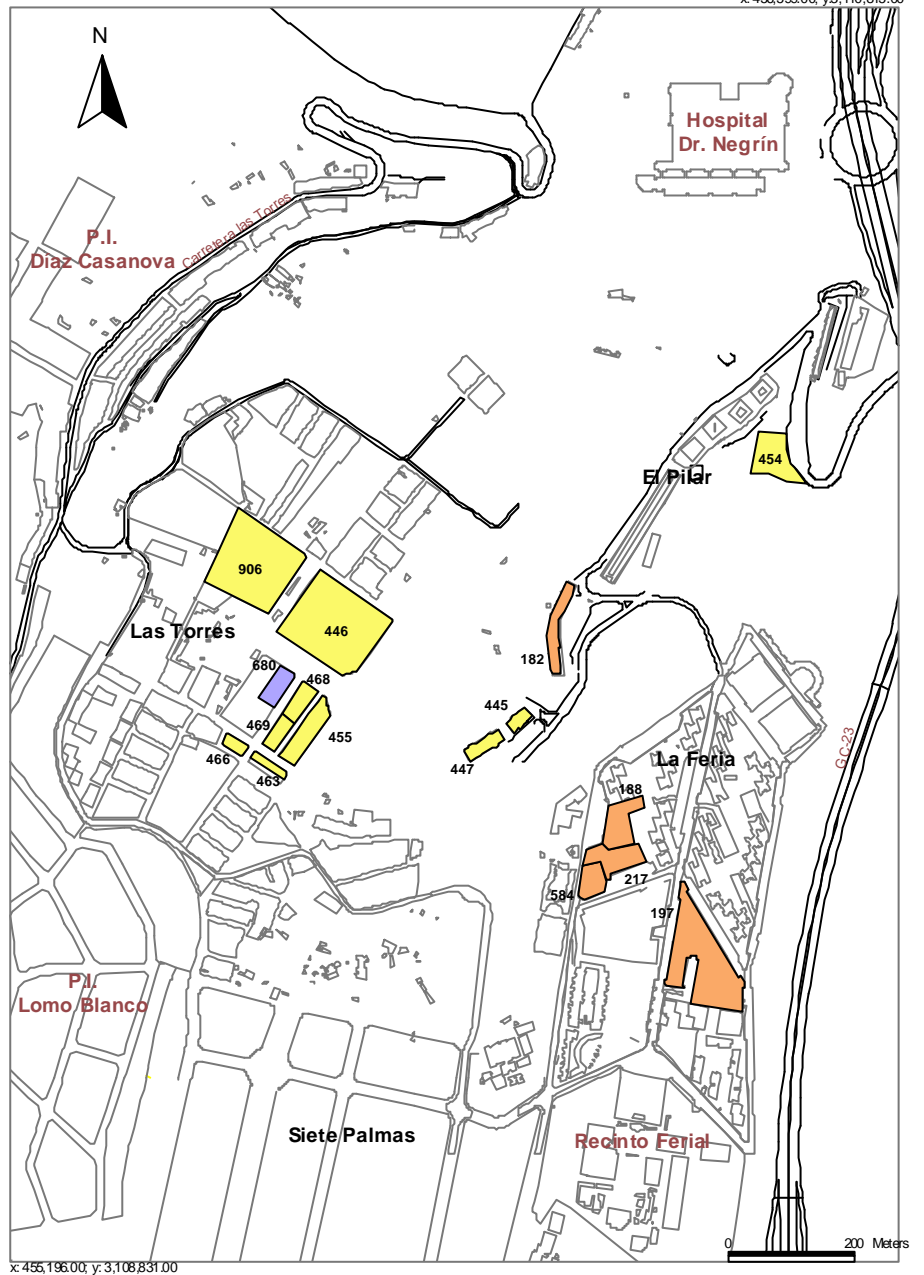 N
Hospital
Dr. Negrín
Carretera las Torres
P.I.
Diaz Casanova
El Pilar
454
906
446
Las Torres
182
680
468
469
455
466
463
445
447
GC-23
La Feria
188
217
584
197
P.I.
Lomo Blanco
Siete Palmas
Recinto Ferial
0 200 Meters
x: 455,196.00; y: 3,108,831.00